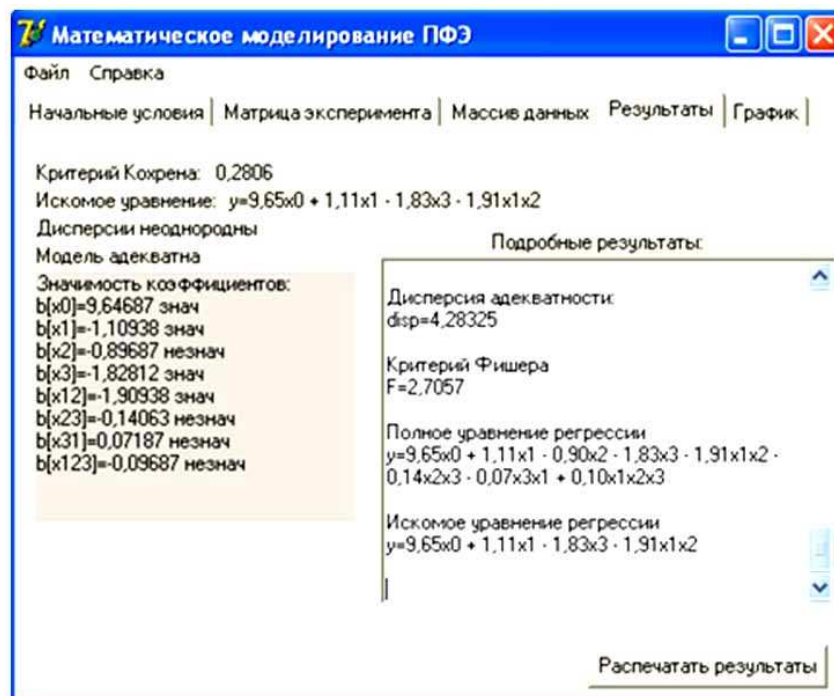 Математическое моделирование ПФЭ
Файл Справка
Начальные условия Матрица эксперимента Массив данных Результаты График
Критерий Кохрена: 0,2806
Искомое уравнение: y=9,65x0 + 1,11x1 - 1,83x3 - 1,91x1x2
Дисперсии неоднородны
Модель адекватна
Значимость коэффициентов:
b[x0]=9,64687 знач
b[x1]=-1,10938 знач
b[x2]=-0,89687 незнач
b[x3]=-1,82812 знач
b[x12]=-1,90938 знач
b[x23]=-0,14063 незнач
b[x31]=0,07187 незнач
b[x123]=-0,09687 незнач
Подробные результаты:
Дисперсия адекватности:
disp=4,28325
Критерий Фишера
F=2,7057
Полное уравнение регрессии
y=9,65x0 + 1,11x1 - 0,90x2 - 1,83x3 - 1,91x1x2 -
0,14x2x3 - 0,07x3x1 + 0,10x1x2x3
Искомое уравнение регрессии
y=9,65x0 + 1,11x1 - 1,83x3 - 1,91x1x2
Распечатать результаты